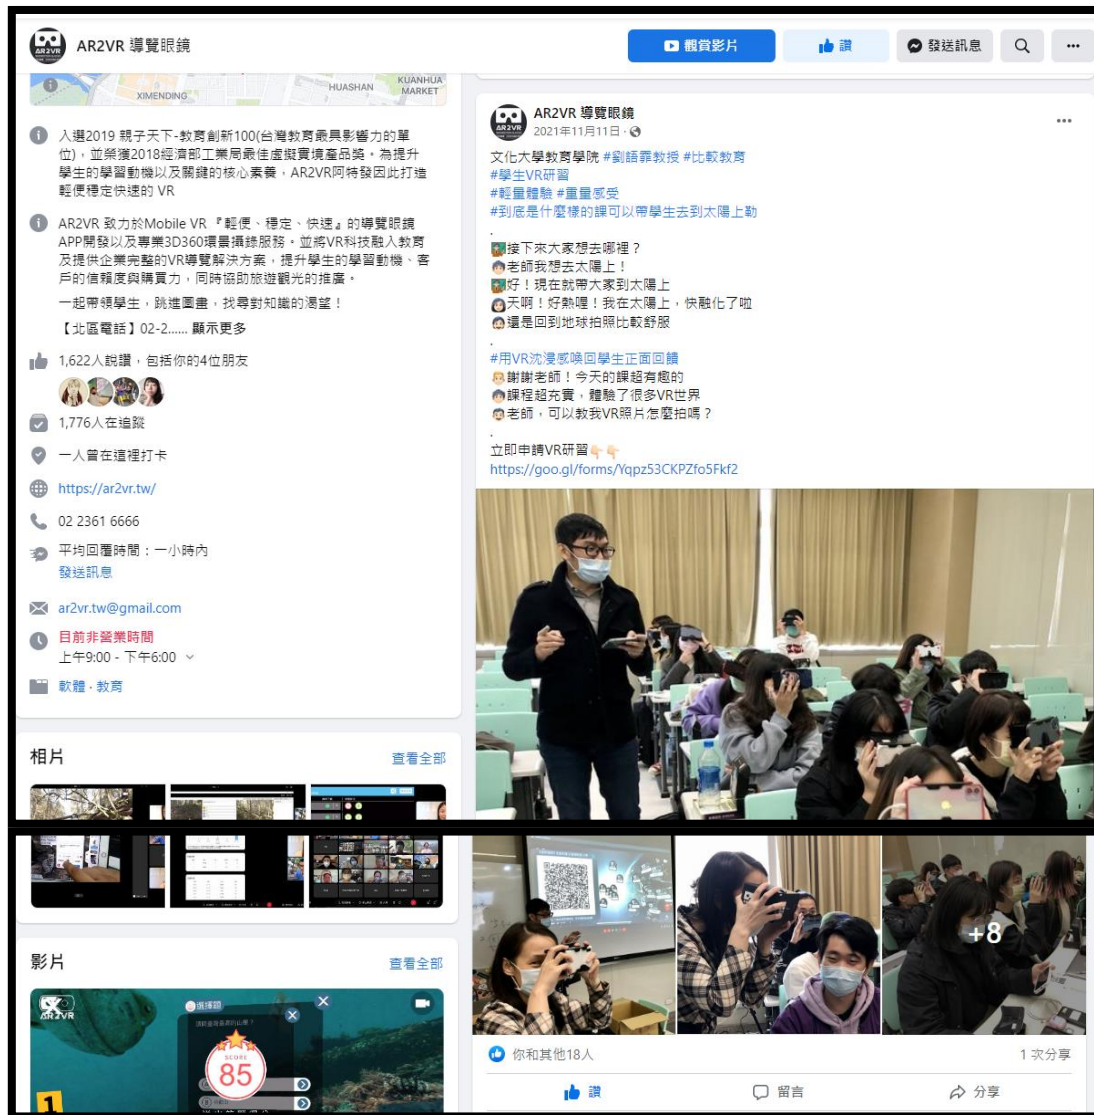 AR2VR 導覽眼鏡
觀賞影片
讚
發送訊息
XIMENDING
HUASHAN
KUANHUA
MARKET
入選2019 親子天下-教育創新100(台灣教育最具影響力的單
位)，並榮獲2018經濟部工業局最佳虛擬實境產品獎。為提升
學生的學習動機以及關鍵的核心素養，AR2VR阿特發因此打造
輕便穩定快速的 VR
AR2VR 致力於Mobile VR 『輕便、穩定、快速』的導覽眼鏡
APP開發以及專業3D360環景攝錄服務。並將VR科技融入教育
及提供企業完整的VR導覽解決方案，提升學生的學習動機、客
戶的信賴度與購買力，同時協助旅遊觀光的推廣。
一起帶領學生，跳進圖畫，找尋對知識的渴望！
【北區電話】02-2...... 顯示更多
1,622人說讚，包括你的4位朋友
1,776人在追蹤
一人曾在這裡打卡
https://ar2vr.tw/
02 2361 6666
平均回覆時間：一小時內
發送訊息
ar2vr.tw@gmail.com
目前非營業時間
上午9:00 - 下午6:00
軟體 · 教育
相片
查看全部
影片
查看全部
AR2VR
選擇題
SCORE
85
1
AR2VR
AR2VR 導覽眼鏡
2021年11月11日 ·
文化大學教育學院 #劉語霏教授 #比較教育
#學生VR研習
#輕量體驗 #重量感受
#到底是什麼樣的課可以帶學生去到太陽上勒
.
接下來大家想去哪裡？
老師我想去太陽上！
好！現在就帶大家到太陽上
天啊！好熱喔！我在太陽上，快融化了啦
還是回到地球拍照比較舒服
.
#用VR沈浸感喚回學生正面回饋
謝謝老師！今天的課超有趣的
課程超充實，體驗了很多VR世界
老師，可以教我VR照片怎麼拍嗎？
.
立即申請VR研習
https://goo.gl/forms/Yqpz53CKPZfo5Fkf2
+8
你和其他18人
1 次分享
讚
留言
分享